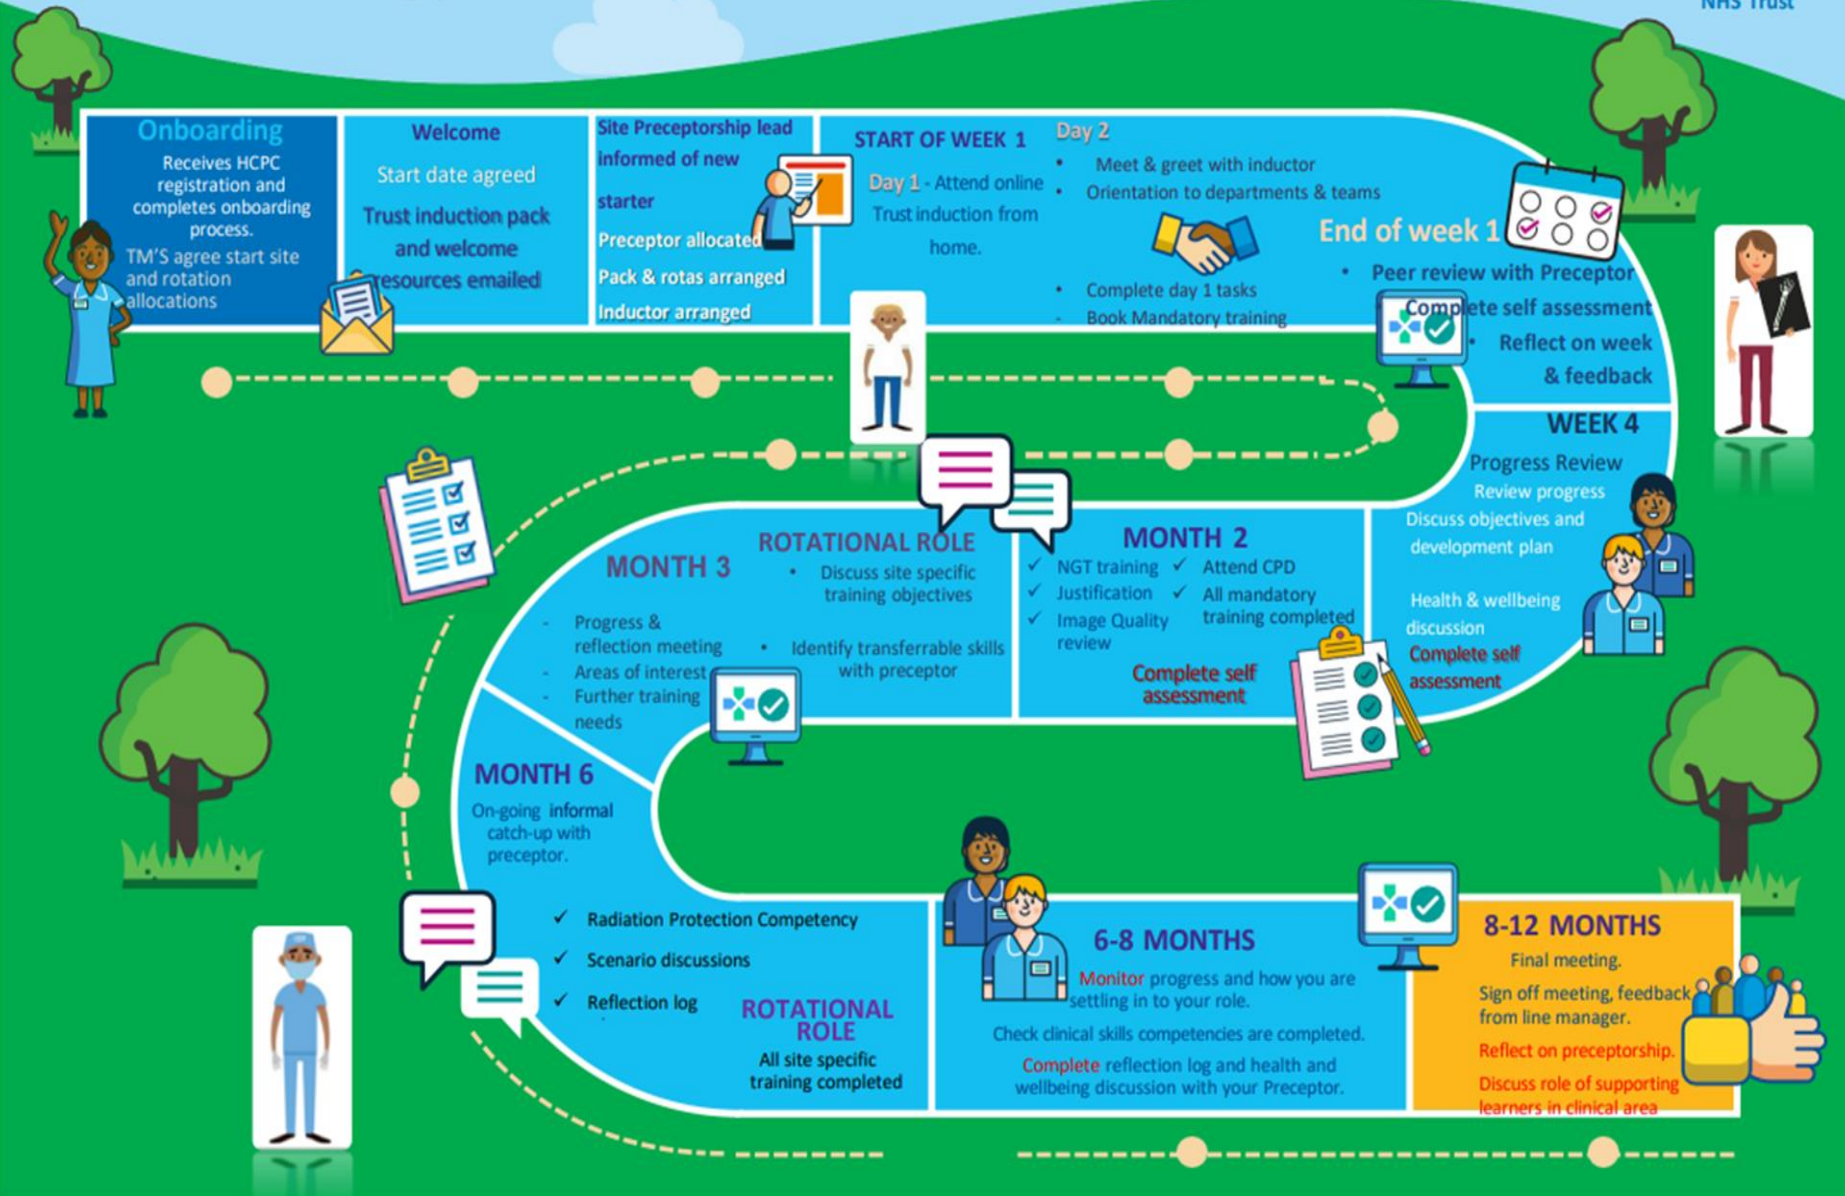 NHS Trust
Onboarding
Receives HCPC
registration and
completes onboarding
process.
TM'S agree start site
and rotation
allocations
Welcome
Start date agreed
Trust induction pack
and welcome
resources emailed
Site Preceptorship lead
informed of new
starter
Preceptor allocated
Pack & rotas arranged
Inductor arranged
START OF WEEK 1
Day 1 - Attend online
Trust induction from
home.
Day 2
• Meet & greet with inductor
• Orientation to departments & teams
• Complete day 1 tasks
- Book Mandatory training
End of week 1
• Peer review with Preceptor
Complete self assessment
• Reflect on week
& feedback
WEEK 4
Progress Review
Review progress
Discuss objectives and
development plan
Health & wellbeing
discussion
Complete self
assessment
MONTH 2
✓ NGT training
✓ Justification
✓ Image Quality
review
✓ Attend CPD
✓ All mandatory
training completed
Complete self
assessment
ROTATIONAL ROLE
• Discuss site specific
training objectives
• Identify transferrable skills
with preceptor
MONTH 3
- Progress &
reflection meeting
- Areas of interest
- Further training
needs
MONTH 6
On-going informal
catch-up with
preceptor.
✓ Radiation Protection Competency
✓ Scenario discussions
✓ Reflection log
ROTATIONAL
ROLE
All site specific
training completed
6-8 MONTHS
Monitor progress and how you are
settling in to your role.
Check clinical skills competencies are completed.
Complete reflection log and health and
wellbeing discussion with your Preceptor.
8-12 MONTHS
Final meeting.
Sign off meeting, feedback
from line manager.
Reflect on preceptorship.
Discuss role of supporting
learners in clinical area